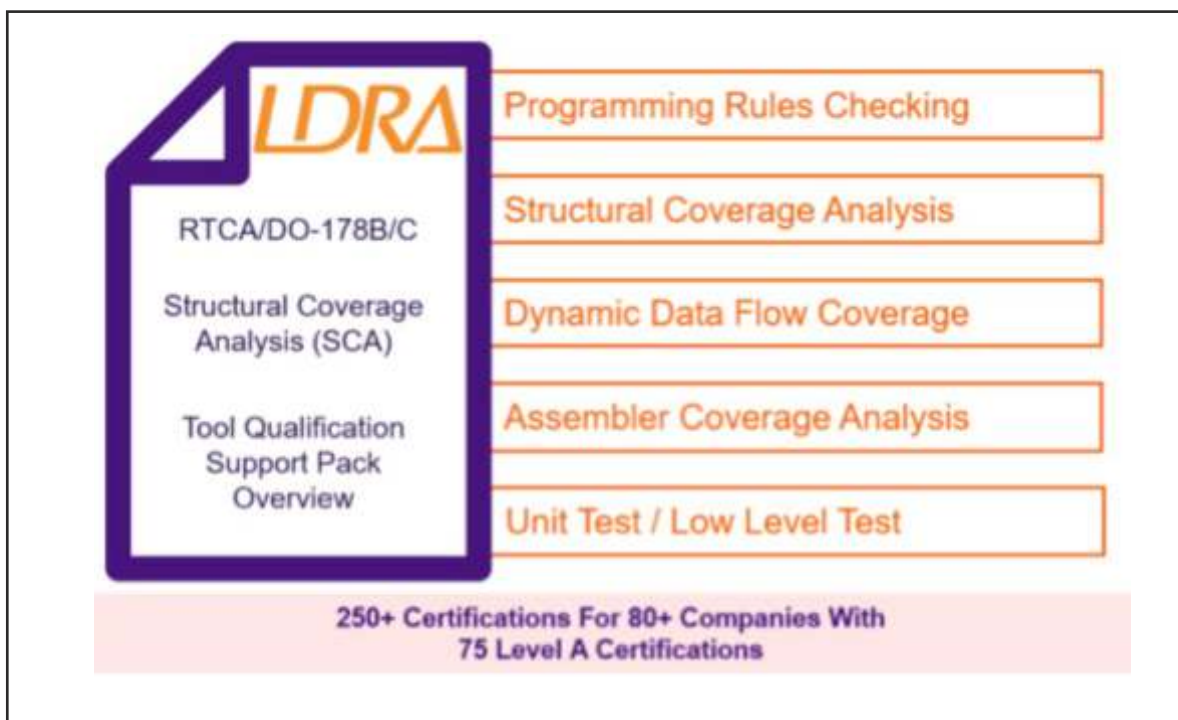 LDRA
RTCA/DO-178B/C
Structural Coverage
Analysis (SCA)
Tool Qualification
Support Pack
Overview
Programming Rules Checking
Structural Coverage Analysis
Dynamic Data Flow Coverage
Assembler Coverage Analysis
Unit Test / Low Level Test
250+ Certifications For 80+ Companies With
75 Level A Certifications